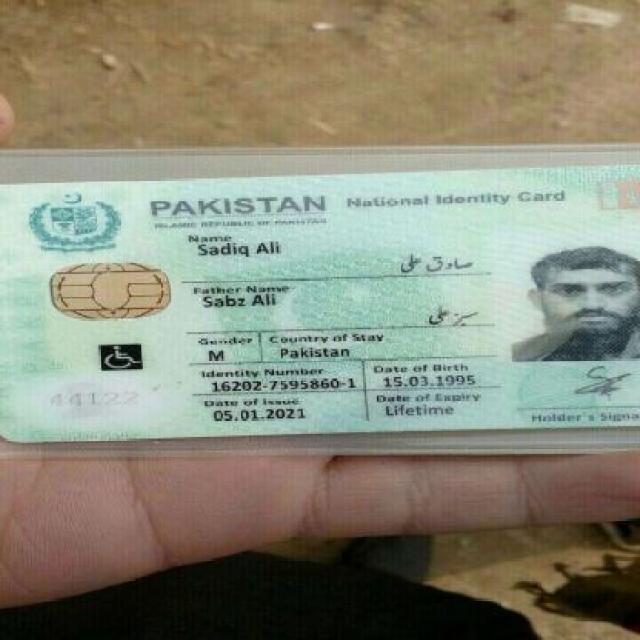 PAKISTAN National Identity Card
ISLAMIC REPUBLIC OF PAKISTAN
Name
Sadiq Ali
صادق علی
Father Name
Sabz Ali
سبز علی
Gender Country of Stay
M Pakistan
Identity Number Date of Birth
16202-7595860-1 15.03.1995
Date of Issue Date of Expiry
05.01.2021 Lifetime
44122
Holder's Signa